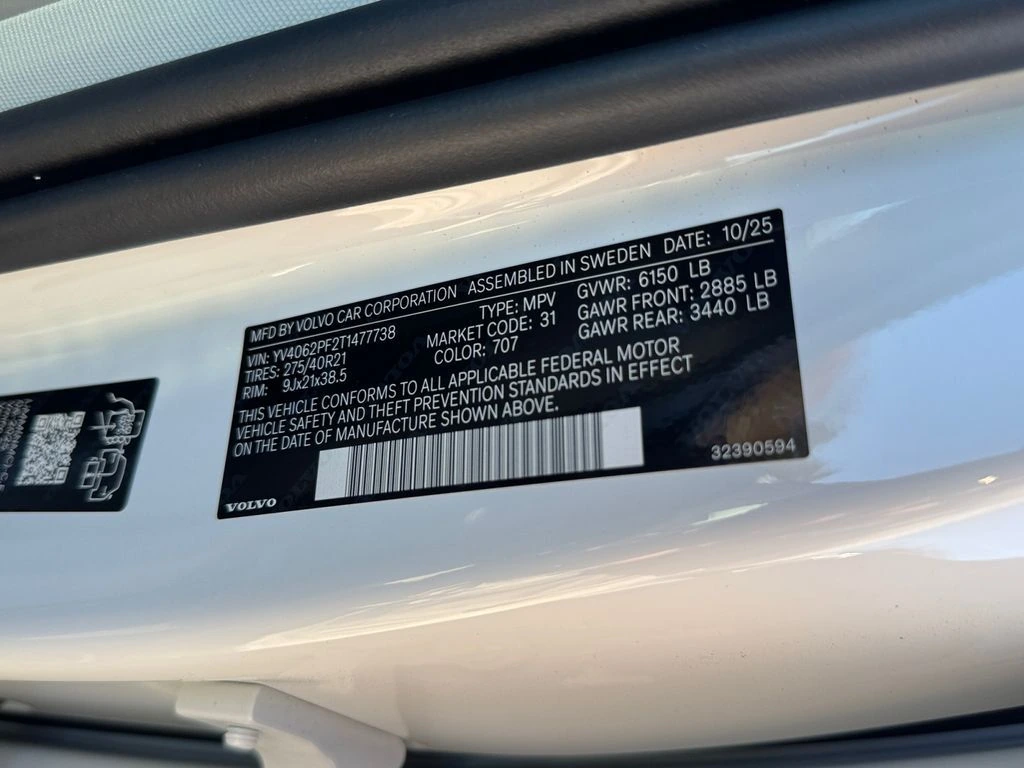 MFD BY VOLVO CAR CORPORATION ASSEMBLED IN SWEDEN DATE: 10/25
VIN: YV4062PF2T1477738 TYPE: MPV GVWR: 6150 LB
TIRES: 275/40R21 MARKET CODE: 31 GAWR FRONT: 2885 LB
RIM: 9Jx21x38.5 COLOR: 707 GAWR REAR: 3440 LB
THIS VEHICLE CONFORMS TO ALL APPLICABLE FEDERAL MOTOR
VEHICLE SAFETY AND THEFT PREVENTION STANDARDS IN EFFECT
ON THE DATE OF MANUFACTURE SHOWN ABOVE.
VOLVO
32390594